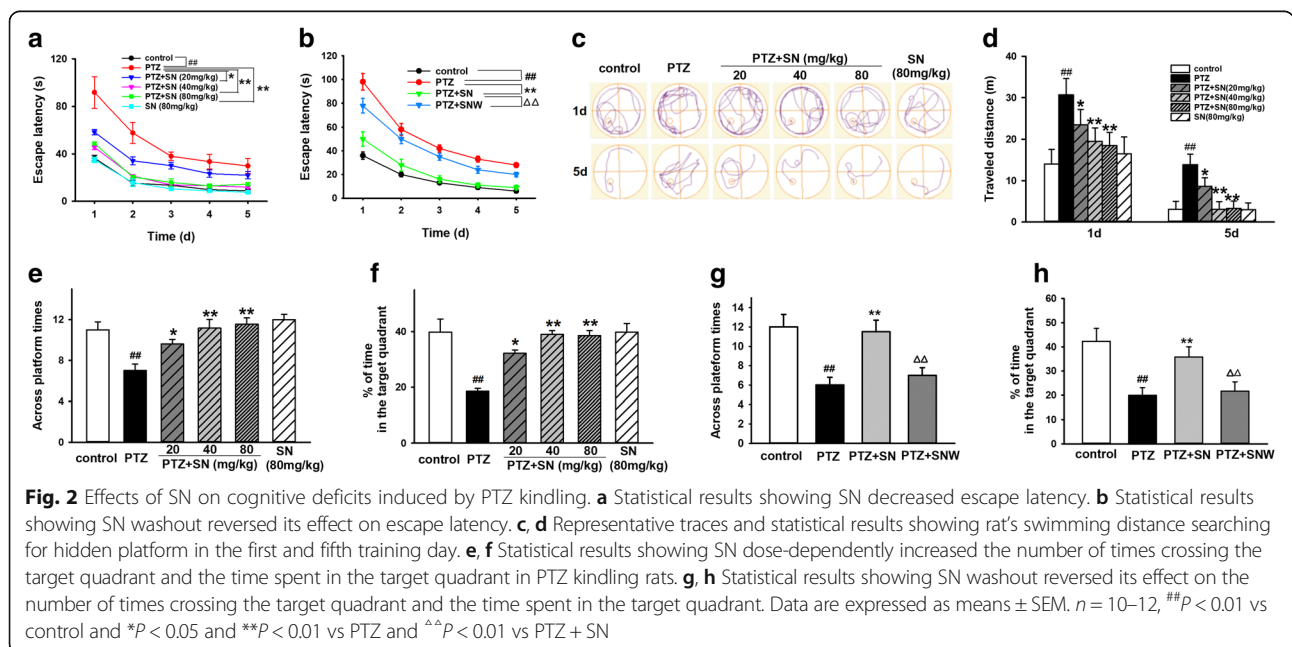 a
120
100
80
60
40
20
0
Escape latency (s)
control
PTZ
PTZ+SN (20mg/kg)
PTZ+SN (40mg/kg)
PTZ+SN (80mg/kg)
SN (80mg/kg)
##
*
**
**
1 2 3 4 5
Time (d)
b
120
100
80
60
40
20
0
Escape latency (s)
control
PTZ
PTZ+SN
PTZ+SNW
##
**
△△
1 2 3 4 5
Time (d)
c
PTZ+SN (mg/kg)
SN
control PTZ 20 40 80 (80mg/kg)
1d
5d
d
40
30
20
10
0
Traveled distance (m)
control
PTZ
PTZ+SN(20mg/kg)
PTZ+SN(40mg/kg)
PTZ+SN(80mg/kg)
SN(80mg/kg)
## * ** **
## * ** **
1d 5d
e
12
9
6
3
0
Across platform times
## * ** **
control PTZ 20 40 80 SN
PTZ+SN (mg/kg) (80mg/kg)
f
60
40
20
0
% of time
in the target quadrant
## * ** **
control PTZ 20 40 80 SN
PTZ+SN (mg/kg) (80mg/kg)
g
14
12
10
8
6
4
2
0
Across plateform times
## ** △△
control PTZ PTZ+SN PTZ+SNW
h
60
50
40
30
20
10
0
% of time
in the target quadrant
## ** △△
control PTZ PTZ+SN PTZ+SNW
Fig. 2 Effects of SN on cognitive deficits induced by PTZ kindling. a Statistical results showing SN decreased escape latency. b Statistical results
showing SN washout reversed its effect on escape latency. c, d Representative traces and statistical results showing rat's swimming distance searching
for hidden platform in the first and fifth training day. e, f Statistical results showing SN dose-dependently increased the number of times crossing the
target quadrant and the time spent in the target quadrant in PTZ kindling rats. g, h Statistical results showing SN washout reversed its effect on the
number of times crossing the target quadrant and the time spent in the target quadrant. Data are expressed as means ± SEM. n = 10–12, ##P < 0.01 vs
control and *P < 0.05 and **P < 0.01 vs PTZ and △△P < 0.01 vs PTZ + SN